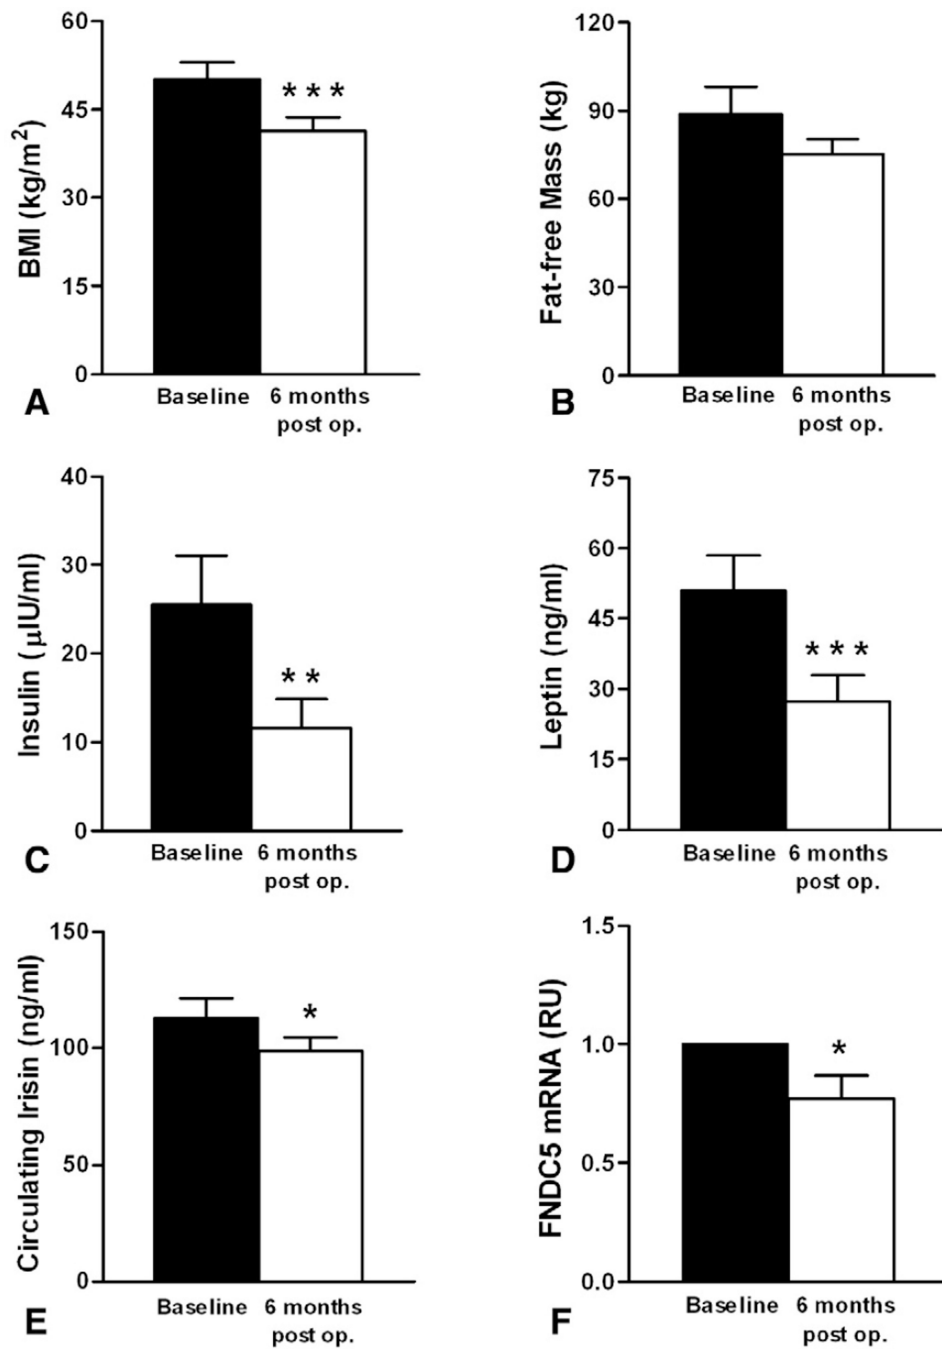 60
45
30
15
0
BMI (kg/m²)
***
Baseline 6 months
post op.
A
120
90
60
30
0
Fat-free Mass (kg)
Baseline 6 months
post op.
B
40
30
20
10
0
Insulin (µIU/ml)
**
Baseline 6 months
post op.
C
75
60
45
30
15
0
Leptin (ng/ml)
***
Baseline 6 months
post op.
D
150
100
50
0
Circulating Irisin (ng/ml)
*
Baseline 6 months
post op.
E
1.5
1.0
0.5
0.0
FNDC5 mRNA (RU)
*
Baseline 6 months
post op.
F